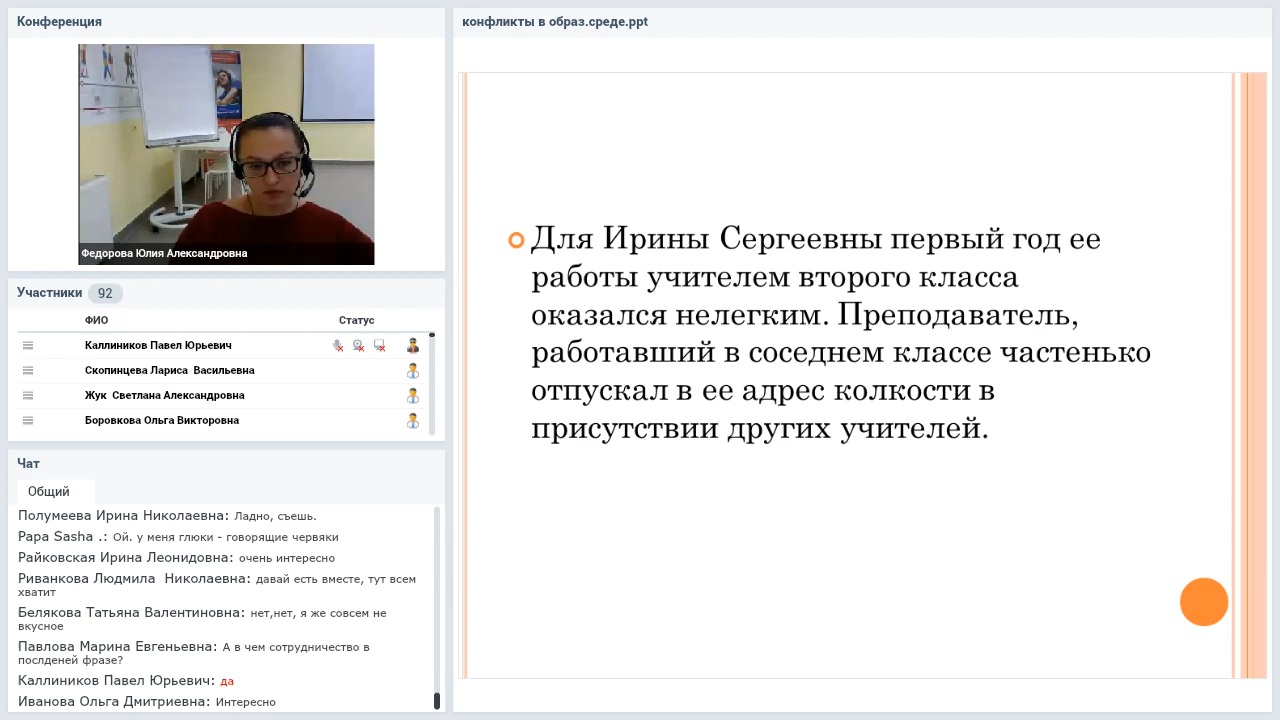 Конференция
Федорова Юлия Александровна
Участники 92
ФИО Статус
Каллиников Павел Юрьевич
Скопинцева Лариса Васильевна
Жук Светлана Александровна
Боровкова Ольга Викторовна
Чат
Общий
Полумеева Ирина Николаевна: Ладно, съешь.
Papa Sasha .: Ой. у меня глюки - говорящие червяки
Райковская Ирина Леонидовна: очень интересно
Риванкова Людмила Николаевна: давай есть вместе, тут всем
хватит
Белякова Татьяна Валентиновна: нет,нет, я же совсем не
вкусное
Павлова Марина Евгеньевна: А в чем сотрудничество в
послденей фразе?
Каллиников Павел Юрьевич: да
Иванова Ольга Дмитриевна: Интересно
конфликты в образ.среде.ppt
Для Ирины Сергеевны первый год ее
работы учителем второго класса
оказался нелегким. Преподаватель,
работавший в соседнем классе частенько
отпускал в ее адрес колкости в
присутствии других учителей.